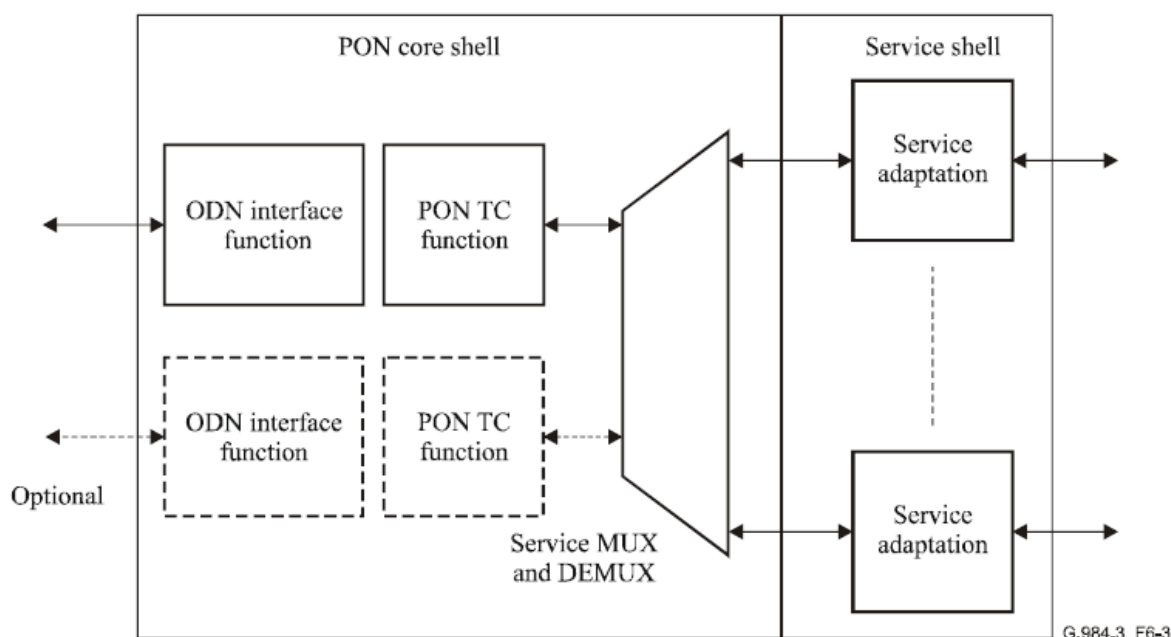 PON core shell
Service shell
ODN interface
function
PON TC
function
Service
adaptation
ODN interface
function
PON TC
function
Optional
Service MUX
and DEMUX
Service
adaptation
G.984.3_F6-3